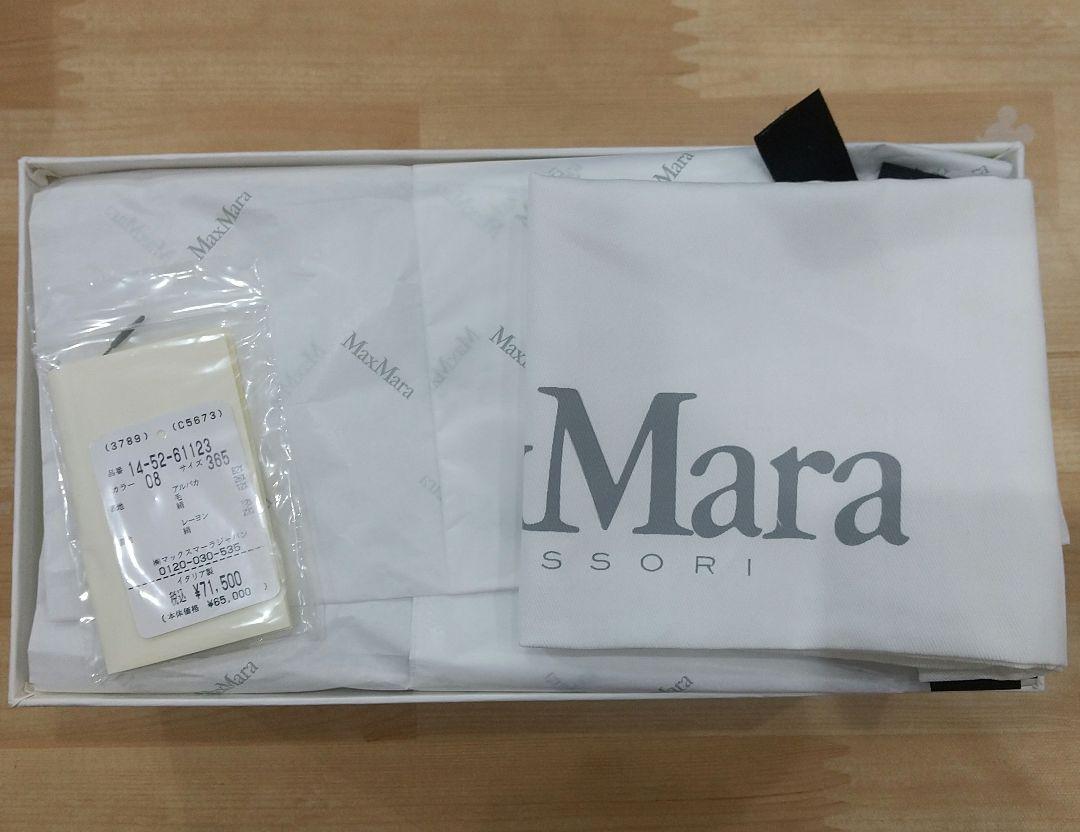 MaxMara
MaxMara
MaxMara
MaxMara
(3789) (C5673)
品番 14-52-61123
カラー 08 サイズ 365
アルパカ
毛
絹
レーヨン
絹
㈱マックスマーラジャパン
0120-030-535
イタリア製
税込 ¥71,500
(本体価格 ¥65,000 )
xMara
SSORI
MaxMara